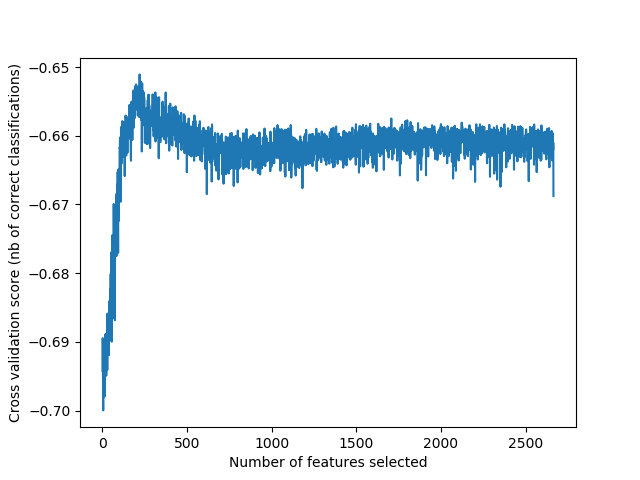 Cross validation score (nb of correct classifications)
−0.65
−0.66
−0.67
−0.68
−0.69
−0.70
0 500 1000 1500 2000 2500
Number of features selected